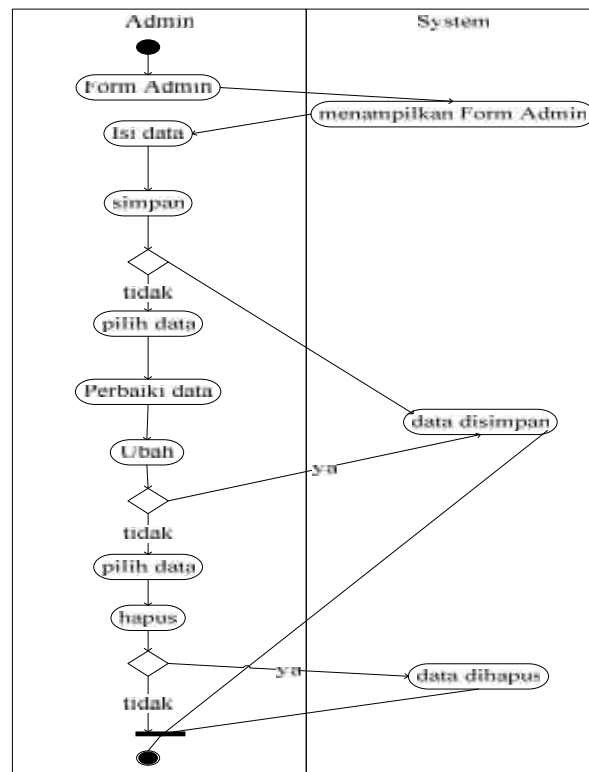 Admin
System
Form Admin
menampilkan Form Admin
Isi data
simpan
tidak
pilih data
Perbaiki data
data disimpan
Ubah
ya
tidak
pilih data
hapus
ya
data dihapus
tidak